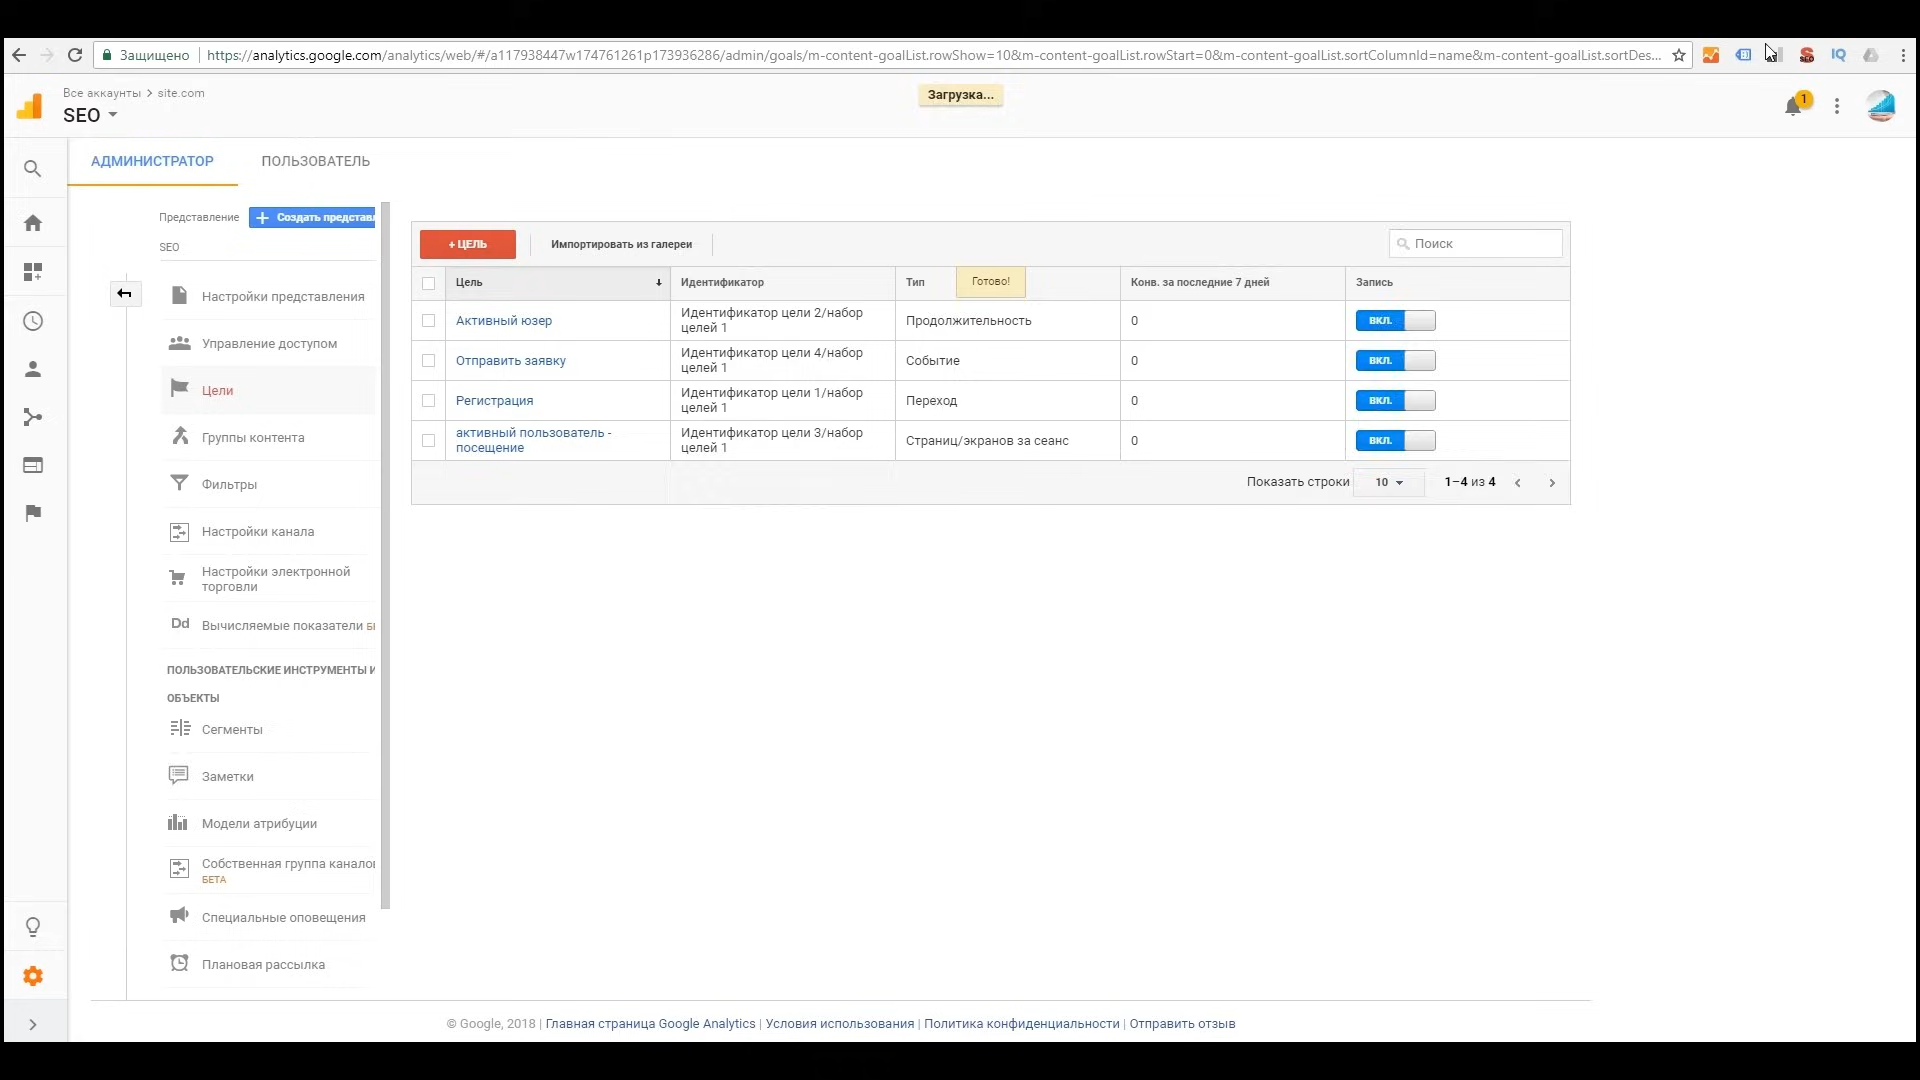 Защищено
https://analytics.google.com/analytics/web/#/a117938447w174761261p173936286/admin/goals/m-content-goalList.rowShow=10&m-content-goalList.rowStart=0&m-content-goalList.sortColumnId=name&m-content-goalList.sortDes...
Все аккаунты > site.com
SEO
Загрузка...
1
АДМИНИСТРАТОР
ПОЛЬЗОВАТЕЛЬ
Представление
+ Создать представл
SEO
Настройки представления
Управление доступом
Цели
Группы контента
Фильтры
Настройки канала
Настройки электронной
торговли
Dd Вычисляемые показатели Б
ПОЛЬЗОВАТЕЛЬСКИЕ ИНСТРУМЕНТЫ И
ОБЪЕКТЫ
Сегменты
Заметки
Модели атрибуции
Собственная группа канало
БЕТА
Специальные оповещения
Плановая рассылка
+ ЦЕЛЬ
Импортировать из галереи
Поиск
Цель
Идентификатор
Тип
Готово!
Конв. за последние 7 дней
Запись
Активный юзер
Идентификатор цели 2/набор
целей 1
Продолжительность
0
ВКЛ.
Отправить заявку
Идентификатор цели 4/набор
целей 1
Событие
0
ВКЛ.
Регистрация
Идентификатор цели 1/набор
целей 1
Переход
0
ВКЛ.
активный пользователь -
посещение
Идентификатор цели 3/набор
целей 1
Страниц/экранов за сеанс
0
ВКЛ.
Показать строки
10
1–4 из 4
© Google, 2018 | Главная страница Google Analytics | Условия использования | Политика конфиденциальности | Отправить отзыв